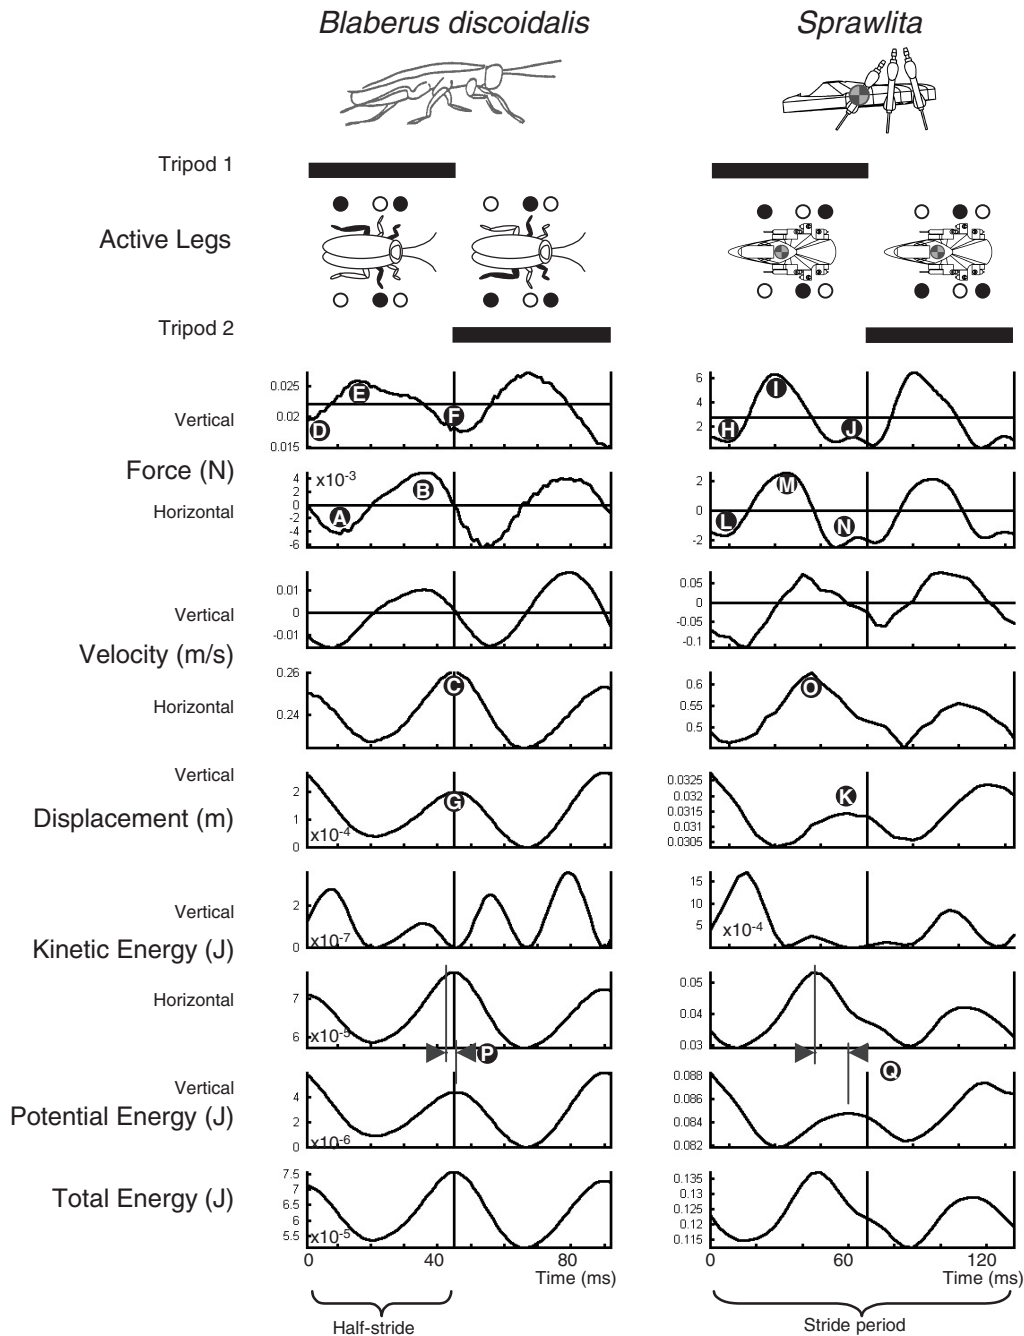 Blaberus discoidalis
Sprawlita
Tripod 1
Active Legs
Tripod 2
Vertical
Force (N)
Horizontal
0.025
0.02
0.015
D
E
F
6
4
2
H
I
J
4
2
0
-2
-4
-6
x10-3
A
B
2
0
-2
L
M
N
Vertical
Velocity (m/s)
Horizontal
0.01
0
-0.01
0.05
0
-0.05
-0.1
0.26
0.24
C
0.6
0.55
0.5
O
Vertical
Displacement (m)
2
1
0
x10-4
G
0.0325
0.032
0.0315
0.031
0.0305
K
Vertical
Kinetic Energy (J)
Horizontal
2
0
x10-7
15
10
5
x10-4
7
6
x10-5
P
0.05
0.04
0.03
Q
Vertical
Potential Energy (J)
4
2
0
x10-6
0.088
0.086
0.084
0.082
Total Energy (J)
7.5
7
6.5
6
5.5
x10-5
0.135
0.13
0.125
0.12
0.115
0 40 80
Time (ms)
0 60 120
Time (ms)
Half-stride
Stride period